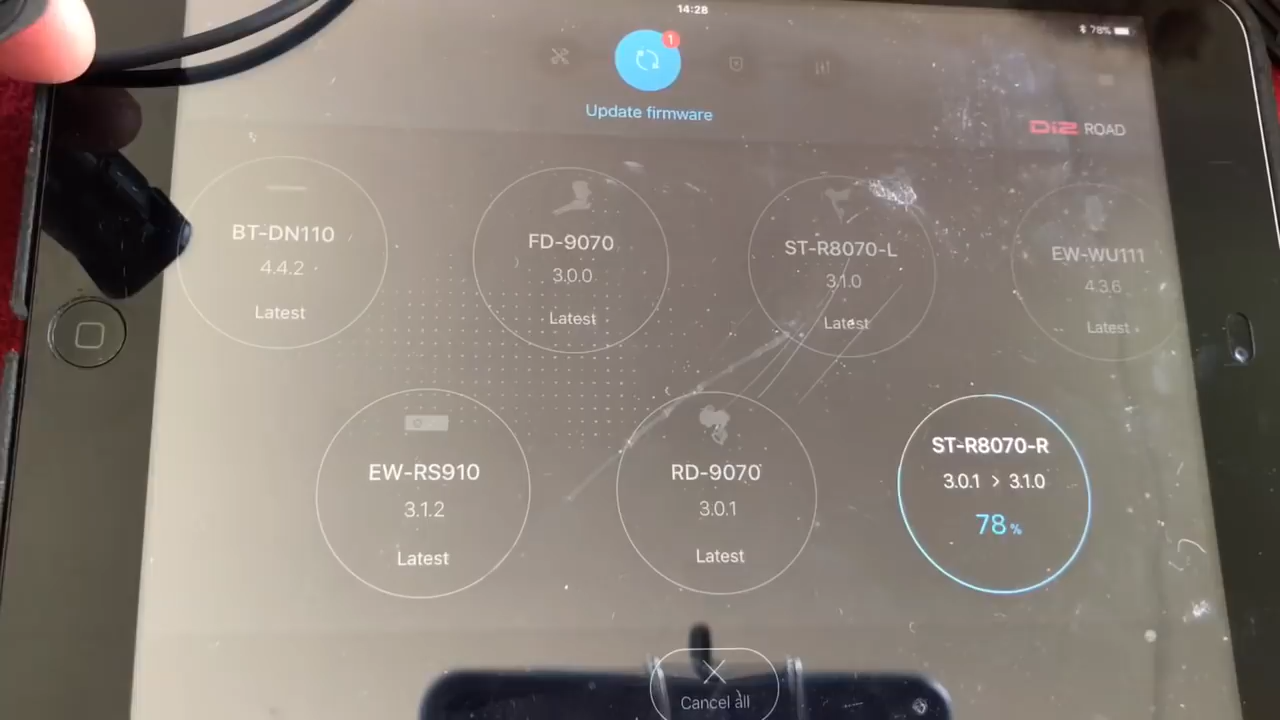 14:28
78%
1
Update firmware
Di2 ROAD
BT-DN110
4.4.2
Latest
FD-9070
3.0.0
Latest
ST-R8070-L
3.1.0
Latest
EW-WU111
4.3.6
Latest
EW-RS910
3.1.2
Latest
RD-9070
3.0.1
Latest
ST-R8070-R
3.0.1 > 3.1.0
78%
Cancel all